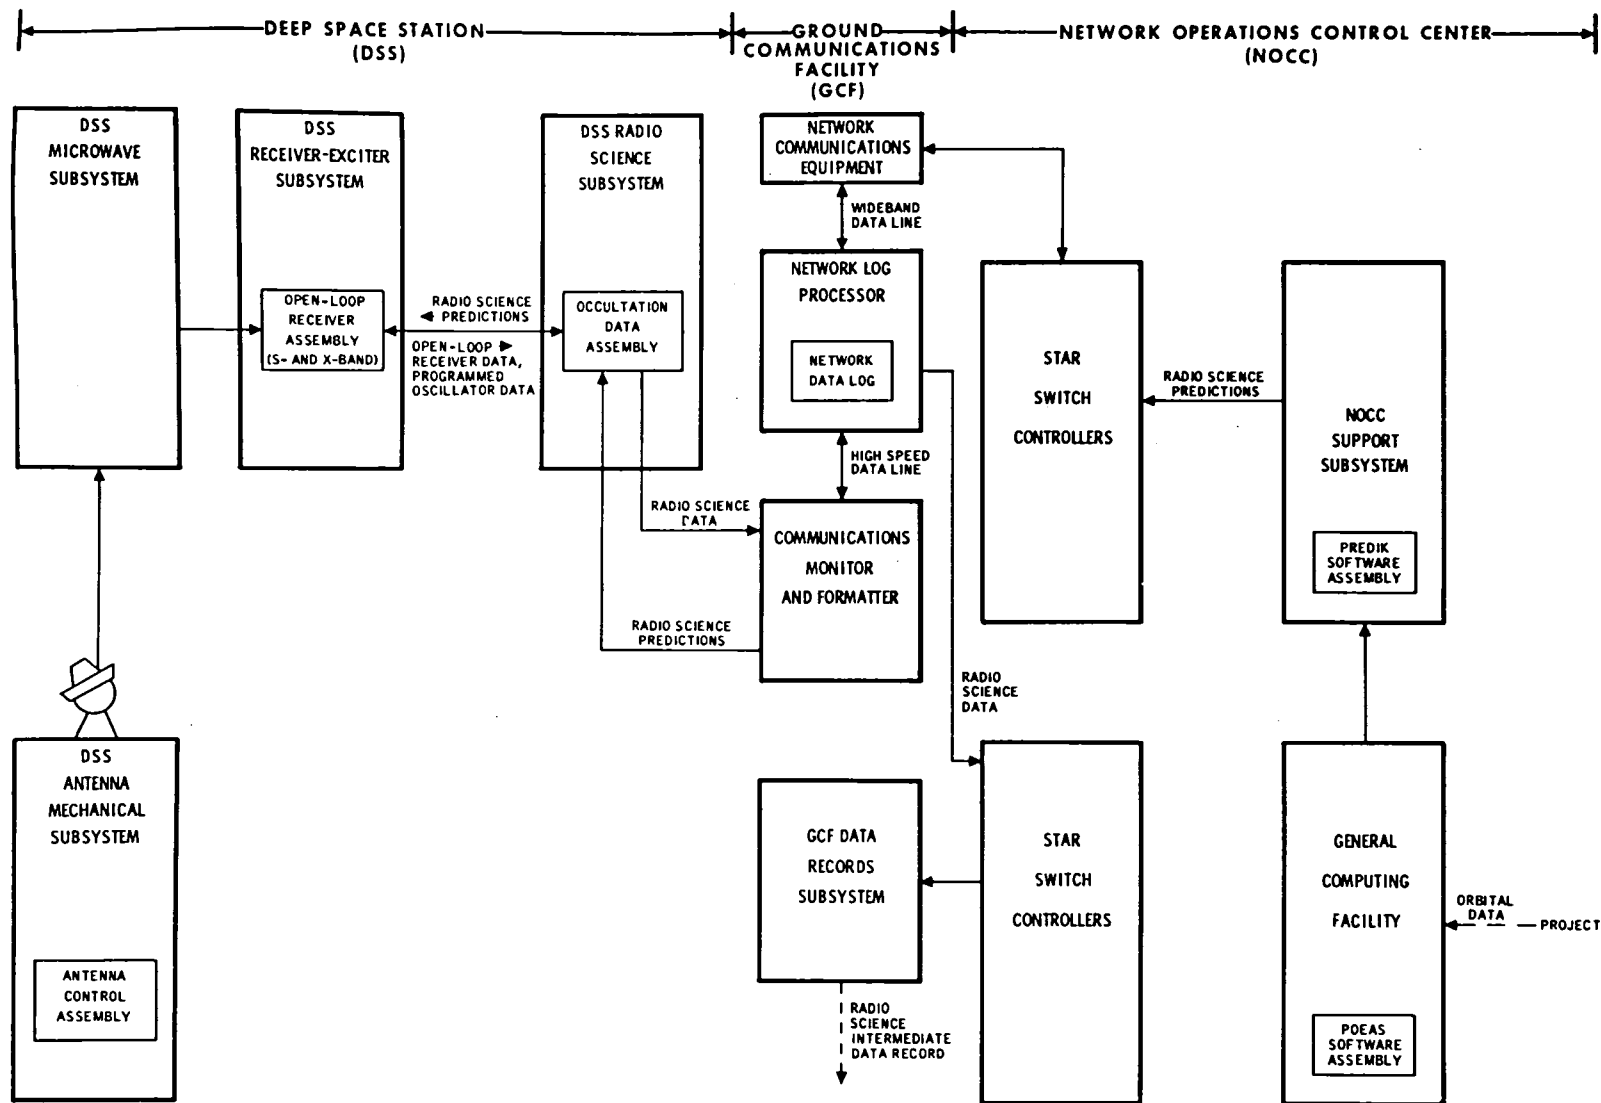 DEEP SPACE STATION
(DSS)
GROUND
COMMUNICATIONS
FACILITY
(GCF)
NETWORK OPERATIONS CONTROL CENTER
(NOCC)
DSS
MICROWAVE
SUBSYSTEM
DSS
RECEIVER-EXCITER
SUBSYSTEM
OPEN-LOOP
RECEIVER
ASSEMBLY
(S- AND X-BAND)
RADIO SCIENCE
PREDICTIONS
OPEN-LOOP
RECEIVER DATA,
PROGRAMMED
OSCILLATOR DATA
DSS RADIO
SCIENCE
SUBSYSTEM
OCCULTATION
DATA
ASSEMBLY
NETWORK
COMMUNICATIONS
EQUIPMENT
WIDEBAND
DATA LINE
NETWORK LOG
PROCESSOR
NETWORK
DATA LOG
HIGH SPEED
DATA LINE
RADIO SCIENCE
DATA
COMMUNICATIONS
MONITOR
AND FORMATTER
RADIO SCIENCE
PREDICTIONS
STAR
SWITCH
CONTROLLERS
RADIO SCIENCE
PREDICTIONS
NOCC
SUPPORT
SUBSYSTEM
PREDIK
SOFTWARE
ASSEMBLY
RADIO
SCIENCE
DATA
DSS
ANTENNA
MECHANICAL
SUBSYSTEM
ANTENNA
CONTROL
ASSEMBLY
GCF DATA
RECORDS
SUBSYSTEM
RADIO
SCIENCE
INTERMEDIATE
DATA RECORD
STAR
SWITCH
CONTROLLERS
GENERAL
COMPUTING
FACILITY
ORBITAL
DATA
PROJECT
POEAS
SOFTWARE
ASSEMBLY